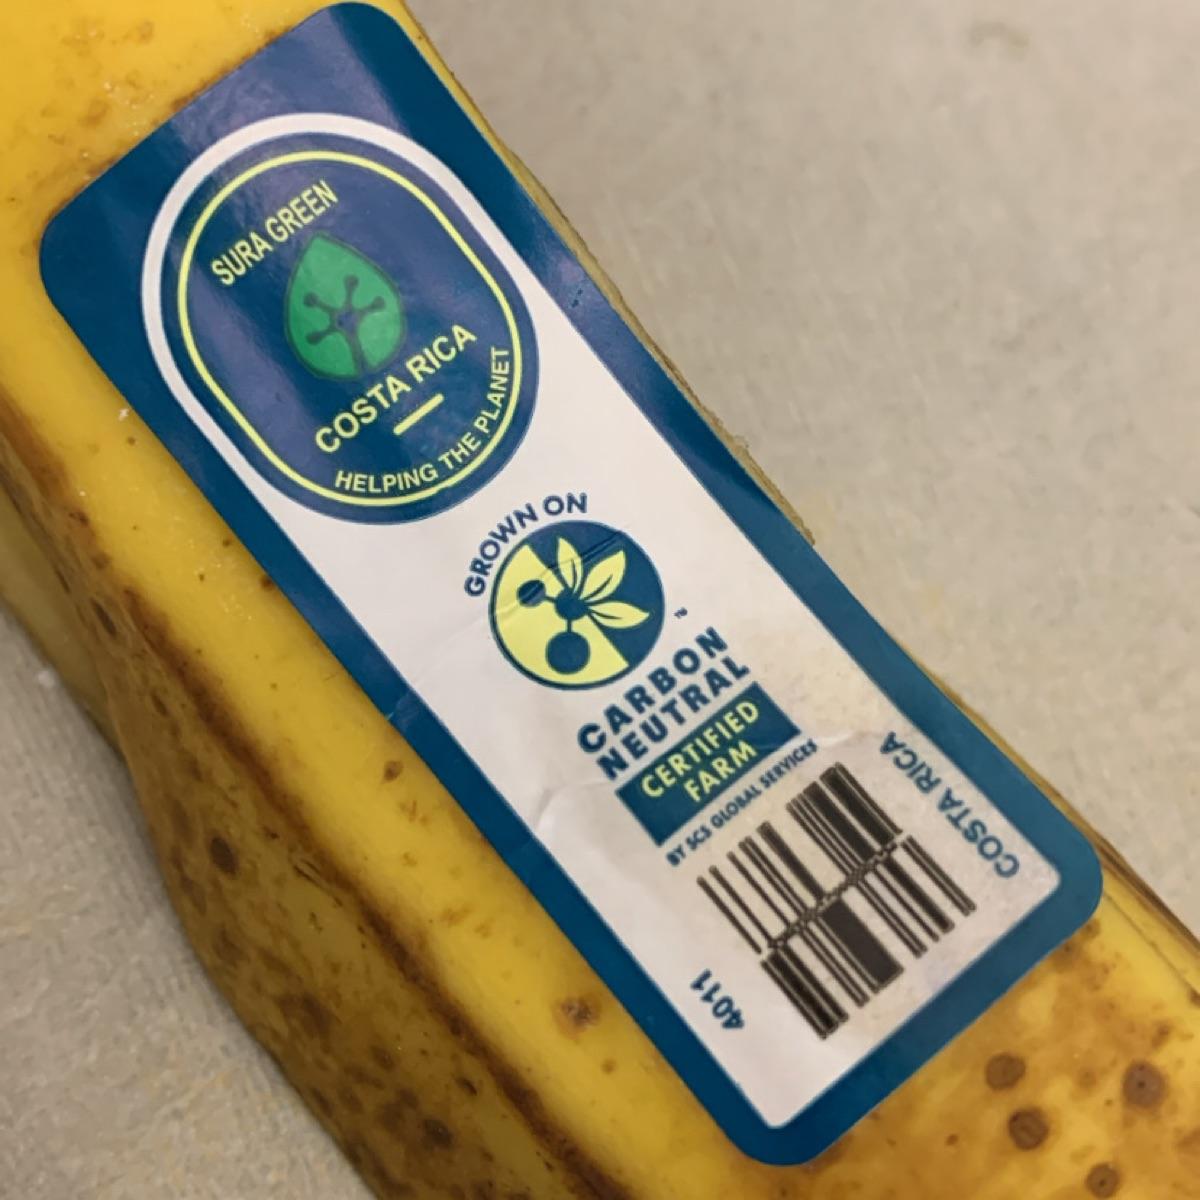 SURA GREEN
COSTA RICA
HELPING THE PLANET
GROWN ON
™
CARBON
NEUTRAL
CERTIFIED
FARM
BY SCS GLOBAL SERVICES
COSTA RICA
4011